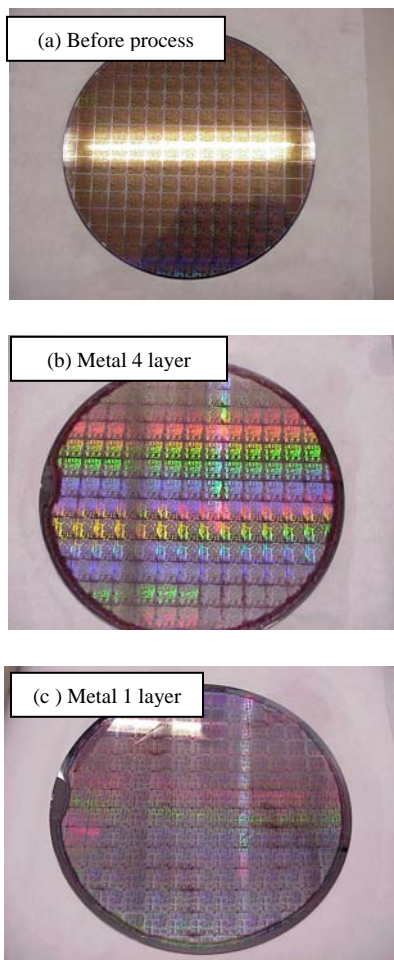 (a) Before process
(b) Metal 4 layer
(c ) Metal 1 layer